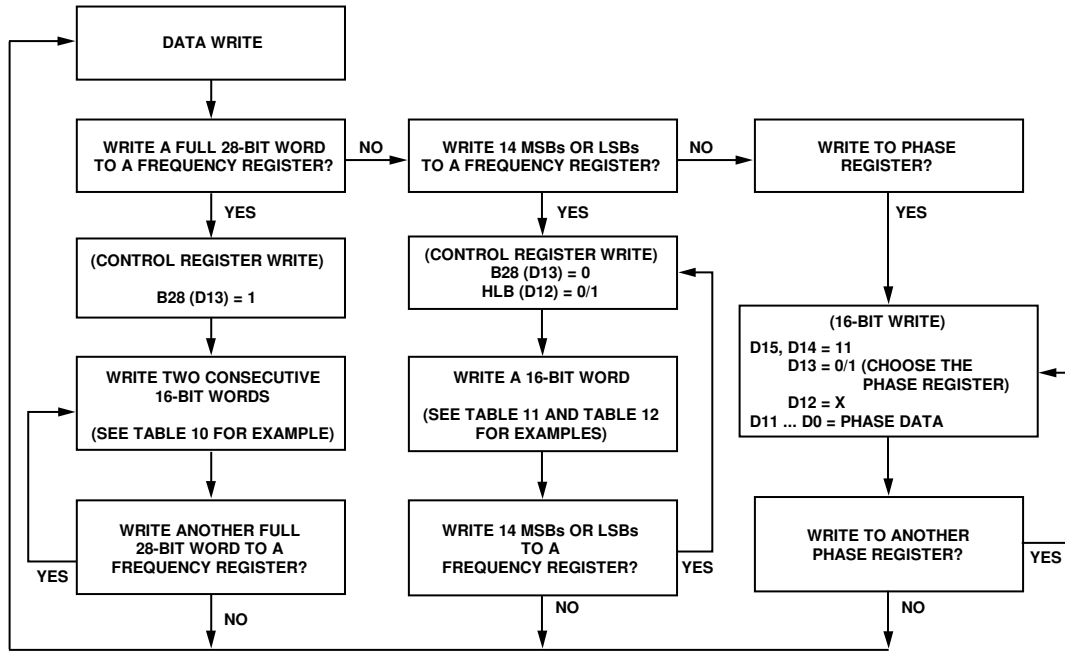 DATA WRITE
WRITE A FULL 28-BIT WORD
TO A FREQUENCY REGISTER?
NO
WRITE 14 MSBs OR LSBs
TO A FREQUENCY REGISTER?
NO
WRITE TO PHASE
REGISTER?
YES
YES
YES
(CONTROL REGISTER WRITE)
B28 (D13) = 1
(CONTROL REGISTER WRITE)
B28 (D13) = 0
HLB (D12) = 0/1
(16-BIT WRITE)
D15, D14 = 11
D13 = 0/1 (CHOOSE THE
PHASE REGISTER)
D12 = X
D11 ... D0 = PHASE DATA
WRITE TWO CONSECUTIVE
16-BIT WORDS
(SEE TABLE 10 FOR EXAMPLE)
WRITE A 16-BIT WORD
(SEE TABLE 11 AND TABLE 12
FOR EXAMPLES)
WRITE ANOTHER FULL
28-BIT WORD TO A
FREQUENCY REGISTER?
YES
NO
WRITE 14 MSBs OR LSBs
TO A
FREQUENCY REGISTER?
YES
NO
WRITE TO ANOTHER
PHASE REGISTER?
YES
NO